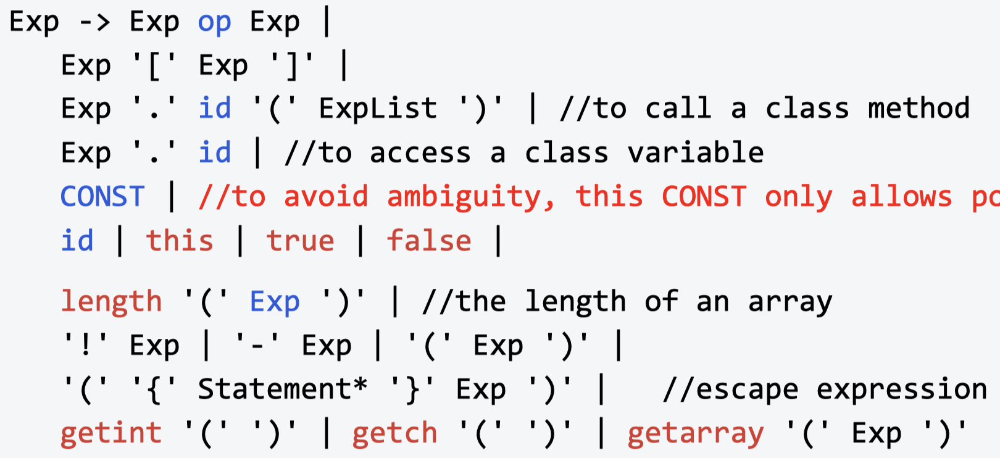 Exp -> Exp op Exp |
Exp '[' Exp ']' |
Exp '.' id '(' ExpList ')' | //to call a class method
Exp '.' id | //to access a class variable
CONST | //to avoid ambiguity, this CONST only allows
id | this | true | false |
length '(' Exp ')' | //the length of an array
'!' Exp | '-' Exp | '(' Exp ')' |
'(' '{' Statement* '}' Exp ')' | //escape expression
getint '(' ')' | getch '(' ')' | getarray '(' Exp ')'